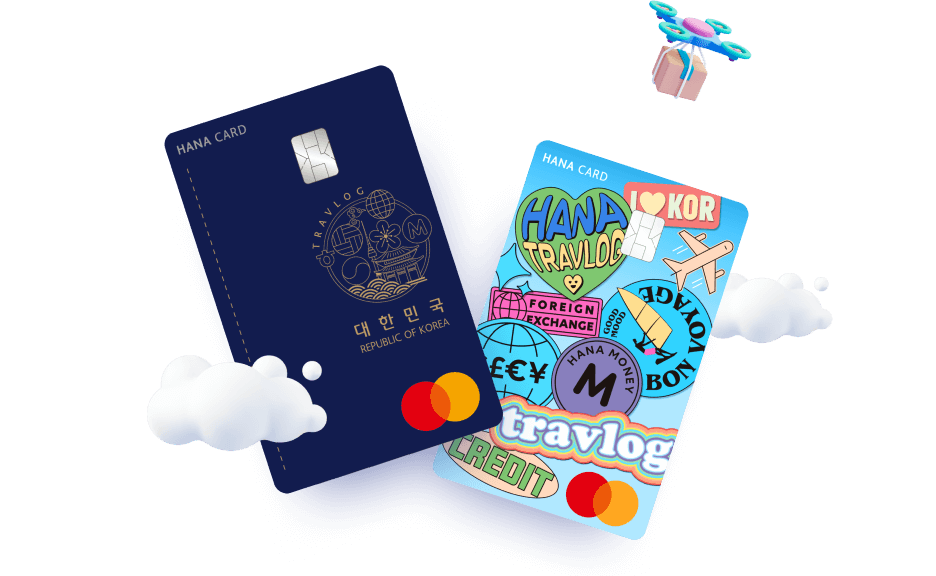 HANA CARD
TRAVLOG
M
대한민국
REPUBLIC OF KOREA
HANA CARD
I KOR
HANA
TRAVLOG
FOREIGN
EXCHANGE
GOOD
MOOD
BON VOYAGE
£€¥
HANA MONEY
M
travlog
CREDIT